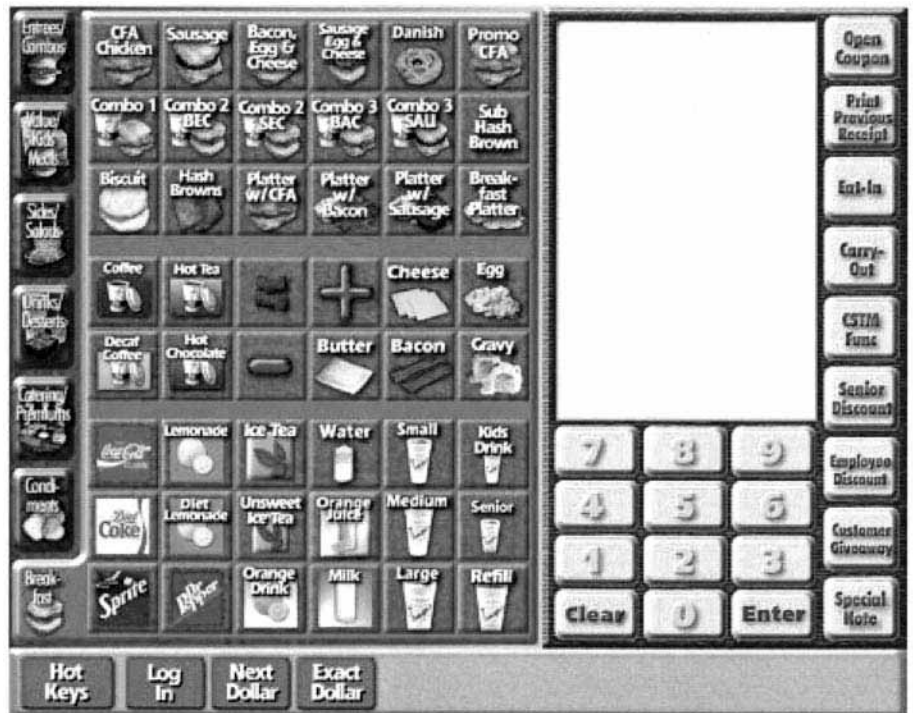 Entrees/
Combos
CFA
Chicken
Sausage
Bacon,
Egg &
Cheese
Sausage
Egg &
Cheese
Danish
Promo
CFA
Value/
Kids
Meals
Combo 1
Combo 2
BEC
Combo 2
SEC
Combo 3
BAC
Combo 3
SAU
Sub
Hash
Brown
Biscuit
Hash
Browns
Platter
w/CFA
Platter
w/
Bacon
Platter
w/
Sausage
Break-
fast
Platter
Sides/
Salads
Coffee
Hot Tea
Cheese
Egg
Drinks/
Desserts
Decaf
Coffee
Hot
Chocolate
Butter
Bacon
Gravy
Catering/
Premiums
Coca-Cola
Lemonade
Ice Tea
Water
Small
Kids
Drink
Condi-
ments
Diet
Coke
Diet
Lemonade
Unsweet
Ice Tea
Orange
Juice
Medium
Senior
Break-
fast
Sprite
Dr Pepper
Orange
Drink
Milk
Large
Refill
Open
Coupon
Print
Previous
Receipt
Eat-In
Carry-
Out
CSTM
Func
Senior
Discount
Employee
Discount
Customer
Giveaway
Special
Note
7 8 9
4 5 6
1 2 3
Clear 0 Enter
Hot
Keys
Log
In
Next
Dollar
Exact
Dollar